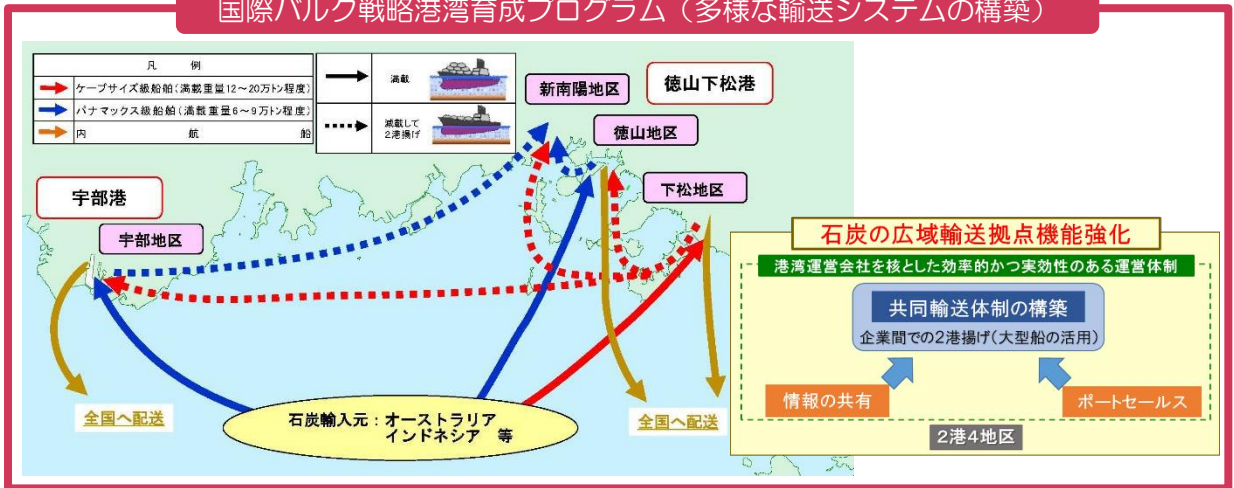 国際バルク戦略港湾育成プログラム（多様な輸送システムの構築）
凡 例
ケープサイズ級船舶(満載重量12～20万トン程度)
パナマックス級船舶(満載重量6～9万トン程度)
内 航 船
満載
減載して
2港揚げ
新南陽地区
徳山下松港
徳山地区
下松地区
宇部港
宇部地区
全国へ配送
石炭輸入元：オーストラリア
インドネシア 等
全国へ配送
石炭の広域輸送拠点機能強化
港湾運営会社を核とした効率的かつ実効性のある運営体制
共同輸送体制の構築
企業間での2港揚げ(大型船の活用)
情報の共有
ポートセールス
2港4地区